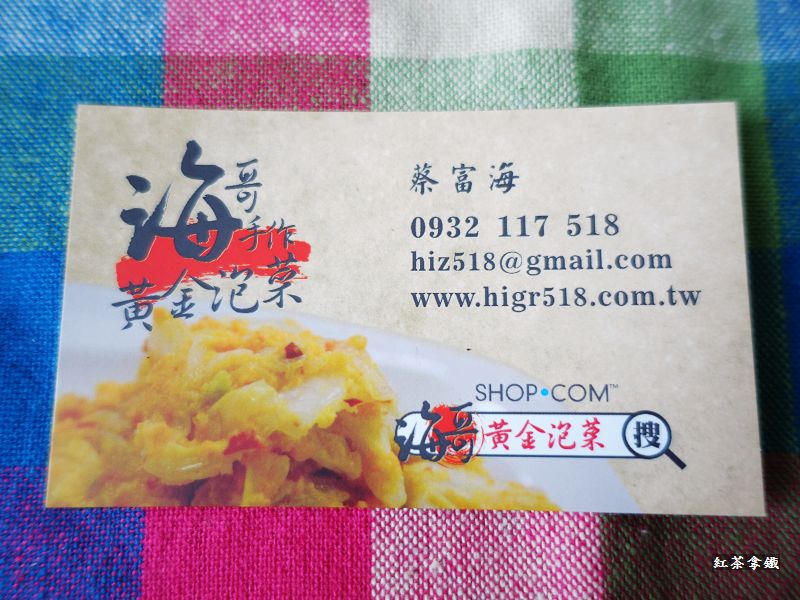 海哥手作
黃金泡菜
蔡富海
0932 117 518
hiz518@gmail.com
www.higr518.com.tw
SHOP•COM™
海哥黃金泡菜 搜
紅茶拿鐵